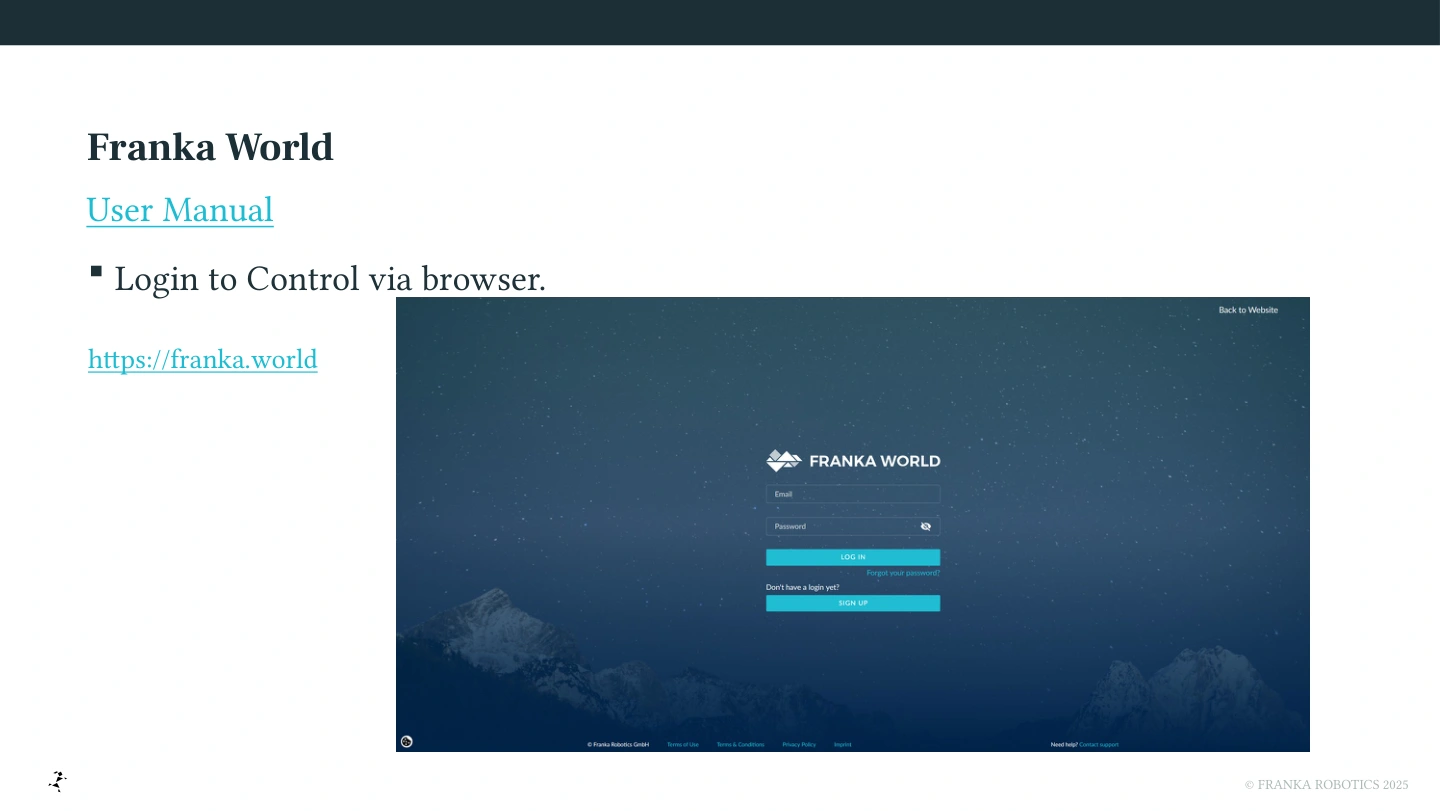 Franka World
User Manual
▪ Login to Control via browser.
https://franka.world
Back to Website
FRANKA WORLD
Email
Password
LOG IN
Forgot your password?
Don't have a login yet?
SIGN UP
© Franka Robotics GmbH Terms of Use Terms & Conditions Privacy Policy Imprint Need help? Contact support
© FRANKA ROBOTICS 2025